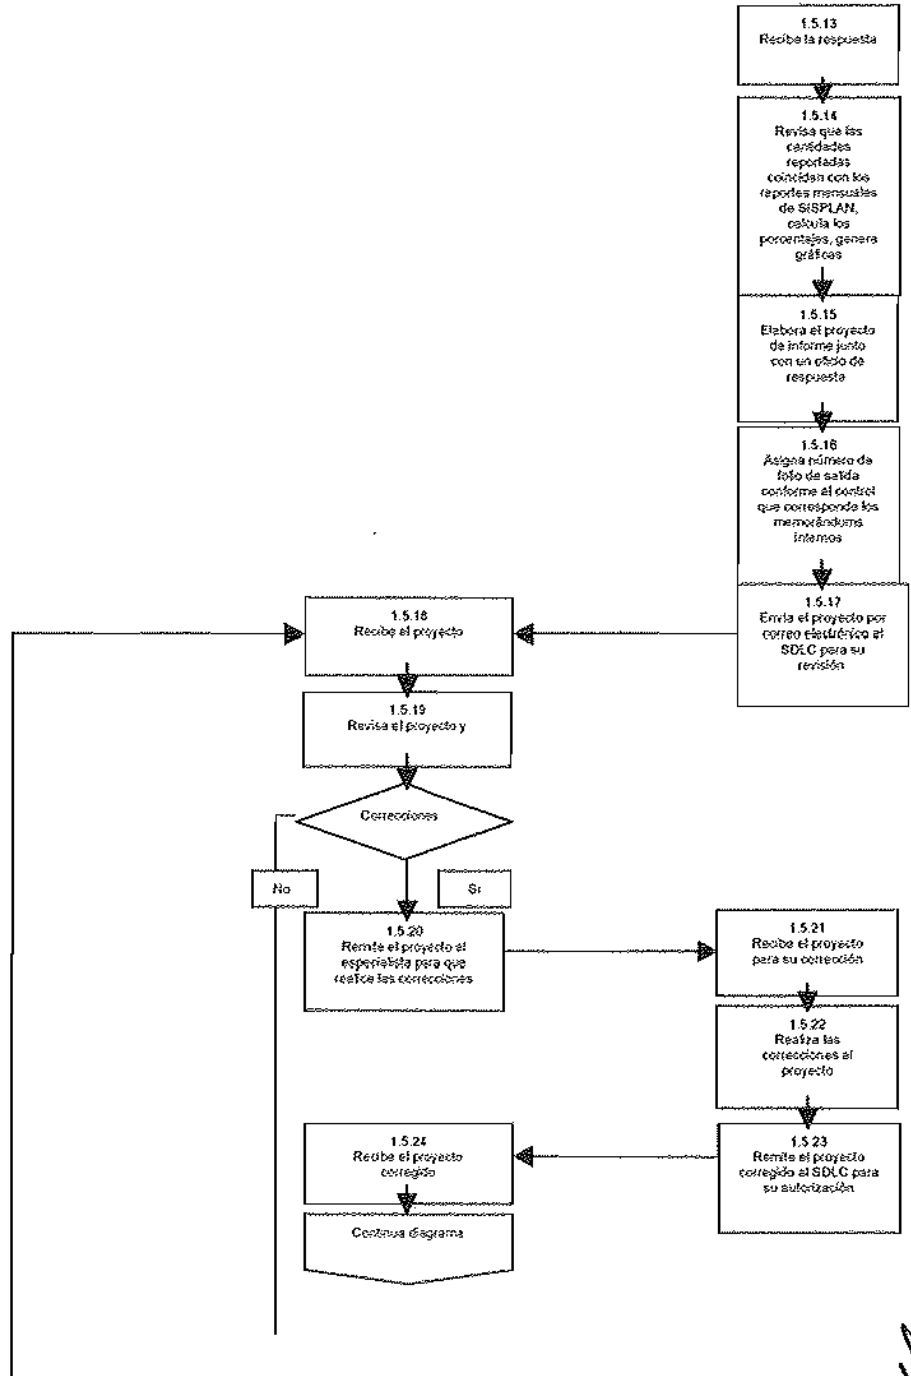 1.5.13
Recibe la respuesta
1.5.14
Revisa que las
cantidades
reportadas
coincidan con los
reportes mensuales
de SISPLAN,
calcula los
porcentajes, genera
gráficas
1.5.15
Elabora el proyecto
de informe junto
con un oficio de
respuesta
1.5.16
Asigna número de
folio de salida
conforme al control
que corresponde los
memorándums
internos
1.5.17
Envía el proyecto por
correo electrónico al
SDLC para su
revisión
1.5.18
Recibe el proyecto
1.5.19
Revisa el proyecto y
Correcciones
No
Si
1.5.20
Remite el proyecto al
especialista para que
realice las correcciones
1.5.21
Recibe el proyecto
para su corrección
1.5.22
Realiza las
correcciones al
proyecto
1.5.23
Remite el proyecto
corregido al SDLC para
su autorización
1.5.24
Recibe el proyecto
corregido
Continua diagrama